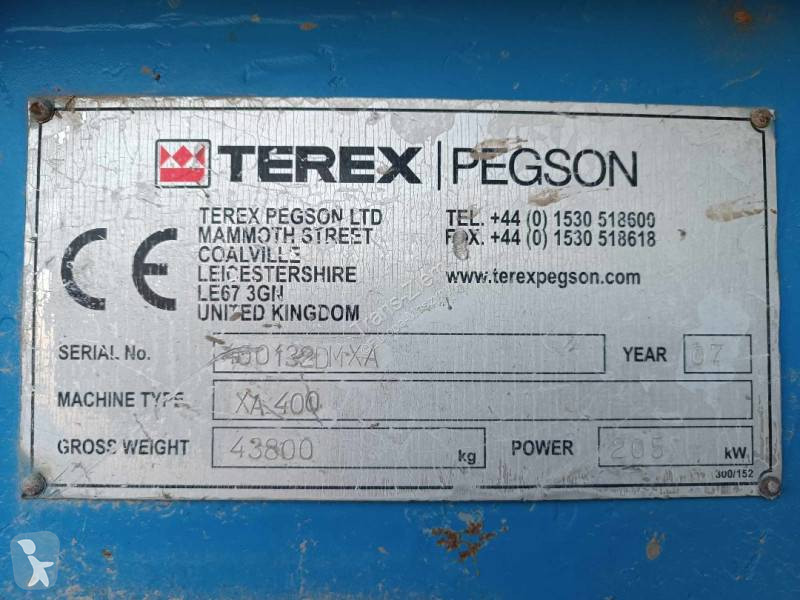 TEREX | PEGSON
TEREX PEGSON LTD
MAMMOTH STREET
COALVILLE
LEICESTERSHIRE
LE67 3GN
UNITED KINGDOM
TEL. +44 (0) 1530 518600
FAX. +44 (0) 1530 518618
www.terexpegson.com
CE
SERIAL No. 400132DMXA YEAR 07
MACHINE TYPE XA 400
GROSS WEIGHT 43800 kg POWER 205 kW
300/152